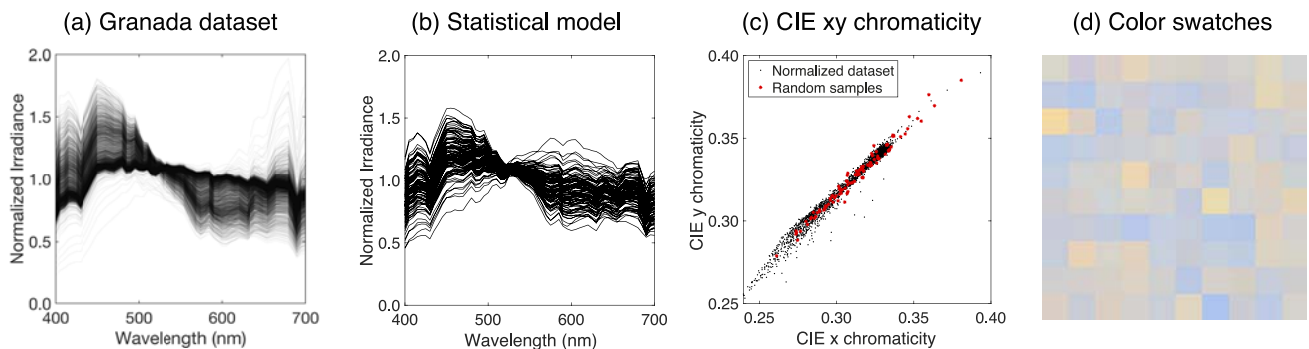 (a) Granada dataset
(b) Statistical model
(c) CIE xy chromaticity
(d) Color swatches
Normalized Irradiance
2.0
1.5
1.0
0.5
0.0
400
500
600
700
Wavelength (nm)
Normalized Irradiance
2.0
1.5
1.0
0.5
0.0
400
500
600
700
Wavelength (nm)
CIE y chromaticity
0.40
0.35
0.30
0.25
Normalized dataset
Random samples
0.25
0.30
0.35
0.40
CIE x chromaticity